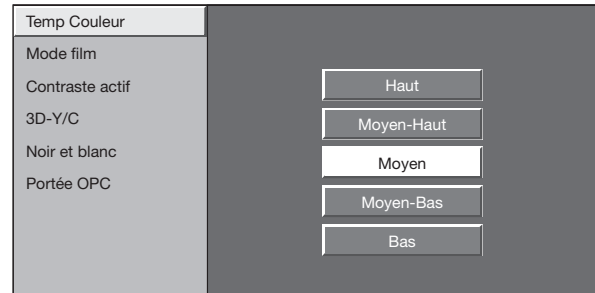 Temp Couleur
Mode film
Contraste actif
3D-Y/C
Noir et blanc
Portée OPC
Haut
Moyen-Haut
Moyen
Moyen-Bas
Bas